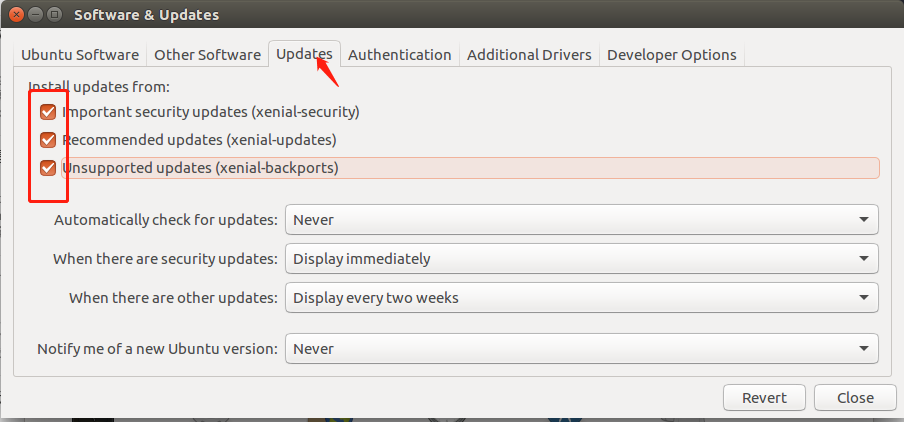 Software & Updates
Ubuntu Software Other Software Updates Authentication Additional Drivers Developer Options
Install updates from:
Important security updates (xenial-security)
Recommended updates (xenial-updates)
Unsupported updates (xenial-backports)
Automatically check for updates: Never
When there are security updates: Display immediately
When there are other updates: Display every two weeks
Notify me of a new Ubuntu version: Never
Revert Close